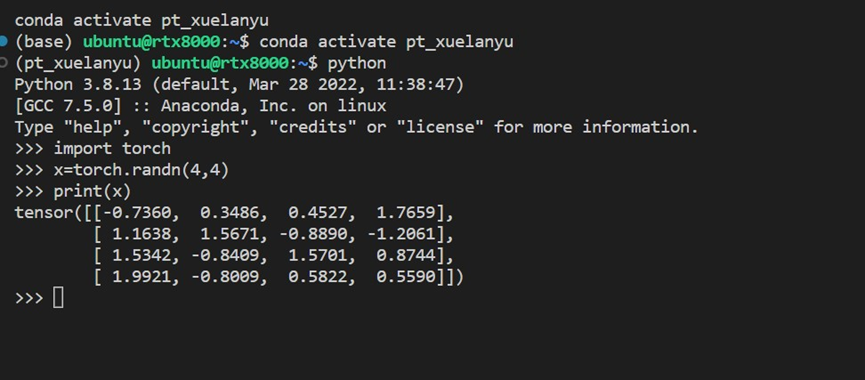 conda activate pt_xuelanyu
(base) ubuntu@rtx8000:~$ conda activate pt_xuelanyu
(pt_xuelanyu) ubuntu@rtx8000:~$ python
Python 3.8.13 (default, Mar 28 2022, 11:38:47)
[GCC 7.5.0] :: Anaconda, Inc. on linux
Type "help", "copyright", "credits" or "license" for more information.
>>> import torch
>>> x=torch.randn(4,4)
>>> print(x)
tensor([[-0.7360,  0.3486,  0.4527,  1.7659],
        [ 1.1638,  1.5671, -0.8890, -1.2061],
        [ 1.5342, -0.8409,  1.5701,  0.8744],
        [ 1.9921, -0.8009,  0.5822,  0.5590]])
>>>